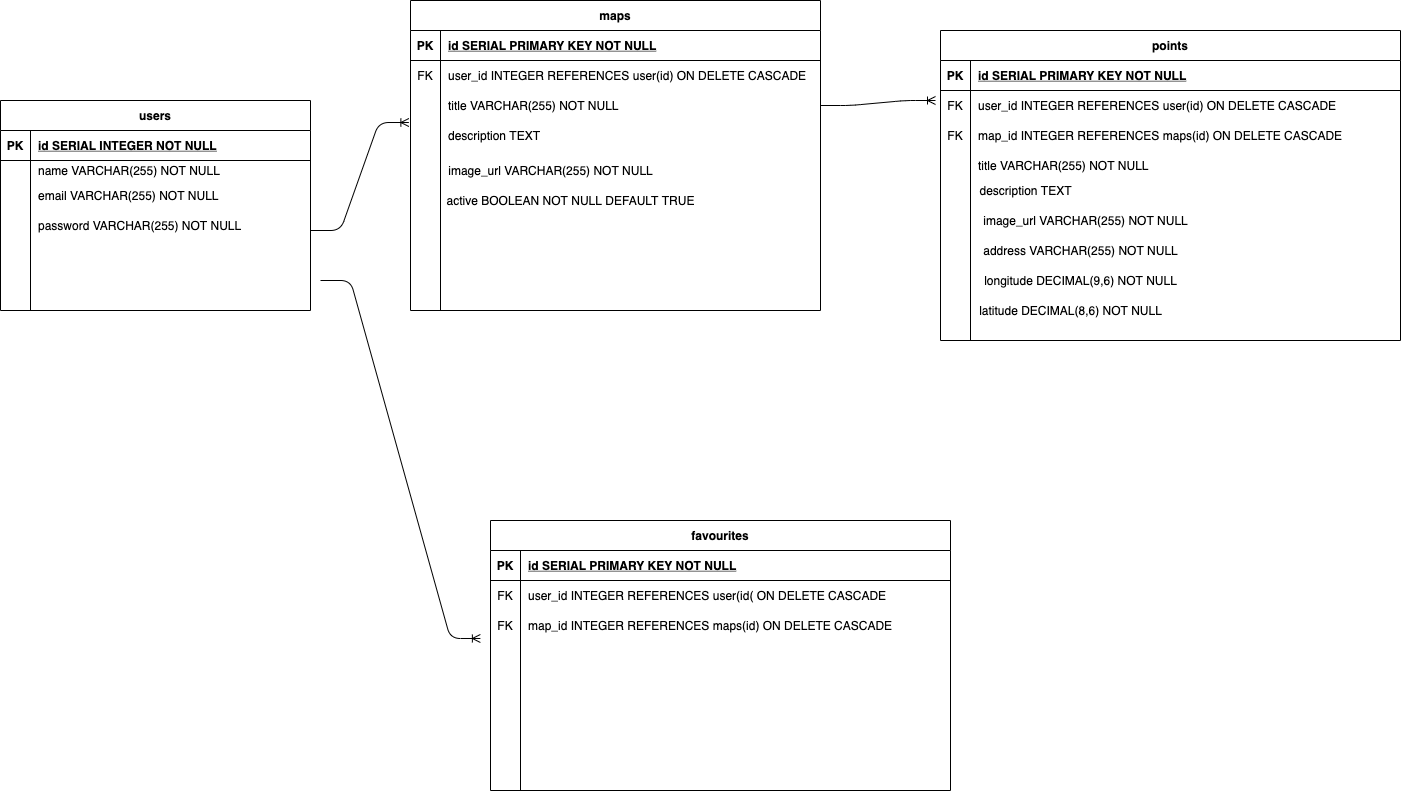 users
PK id SERIAL INTEGER NOT NULL
name VARCHAR(255) NOT NULL
email VARCHAR(255) NOT NULL
password VARCHAR(255) NOT NULL
maps
PK id SERIAL PRIMARY KEY NOT NULL
FK user_id INTEGER REFERENCES user(id) ON DELETE CASCADE
title VARCHAR(255) NOT NULL
description TEXT
image_url VARCHAR(255) NOT NULL
active BOOLEAN NOT NULL DEFAULT TRUE
points
PK id SERIAL PRIMARY KEY NOT NULL
FK user_id INTEGER REFERENCES user(id) ON DELETE CASCADE
FK map_id INTEGER REFERENCES maps(id) ON DELETE CASCADE
title VARCHAR(255) NOT NULL
description TEXT
image_url VARCHAR(255) NOT NULL
address VARCHAR(255) NOT NULL
longitude DECIMAL(9,6) NOT NULL
latitude DECIMAL(8,6) NOT NULL
favourites
PK id SERIAL PRIMARY KEY NOT NULL
FK user_id INTEGER REFERENCES user(id( ON DELETE CASCADE
FK map_id INTEGER REFERENCES maps(id) ON DELETE CASCADE